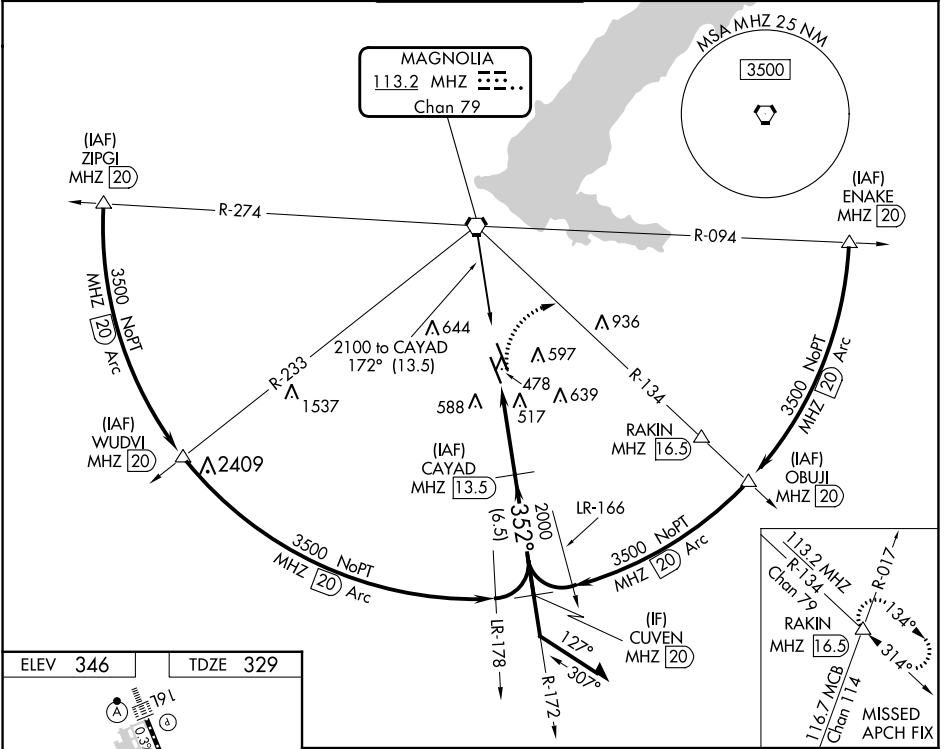 MAGNOLIA
113.2 MHZ
Chan 79
MSA MHZ 25 NM
3500
(IAF)
ZIPGI
MHZ 20
(IAF)
ENAKE
MHZ 20
R-274
R-094
3500 NoPT
MHZ 20 Arc
3500 NoPT
MHZ 20 Arc
R-233
R-134
644
936
2100 to CAYAD
172° (13.5)
597
478
1537
588
517
639
(IAF)
WUDVI
MHZ 20
2409
RAKIN
MHZ 16.5
(IAF)
CAYAD
MHZ 13.5
(IAF)
OBUJI
MHZ 20
352°
2000
(6.5)
LR-166
3500 NoPT
MHZ 20 Arc
3500 NoPT
MHZ 20 Arc
(IF)
CUVEN
MHZ 20
LR-178
R-172
127°
307°
113.2 MHZ
R-134
Chan 79
R-017
RAKIN
MHZ 16.5
134°
314°
116.7 MCB
Chan 114
MISSED
APCH FIX
ELEV 346
TDZE 329
16L
A
P